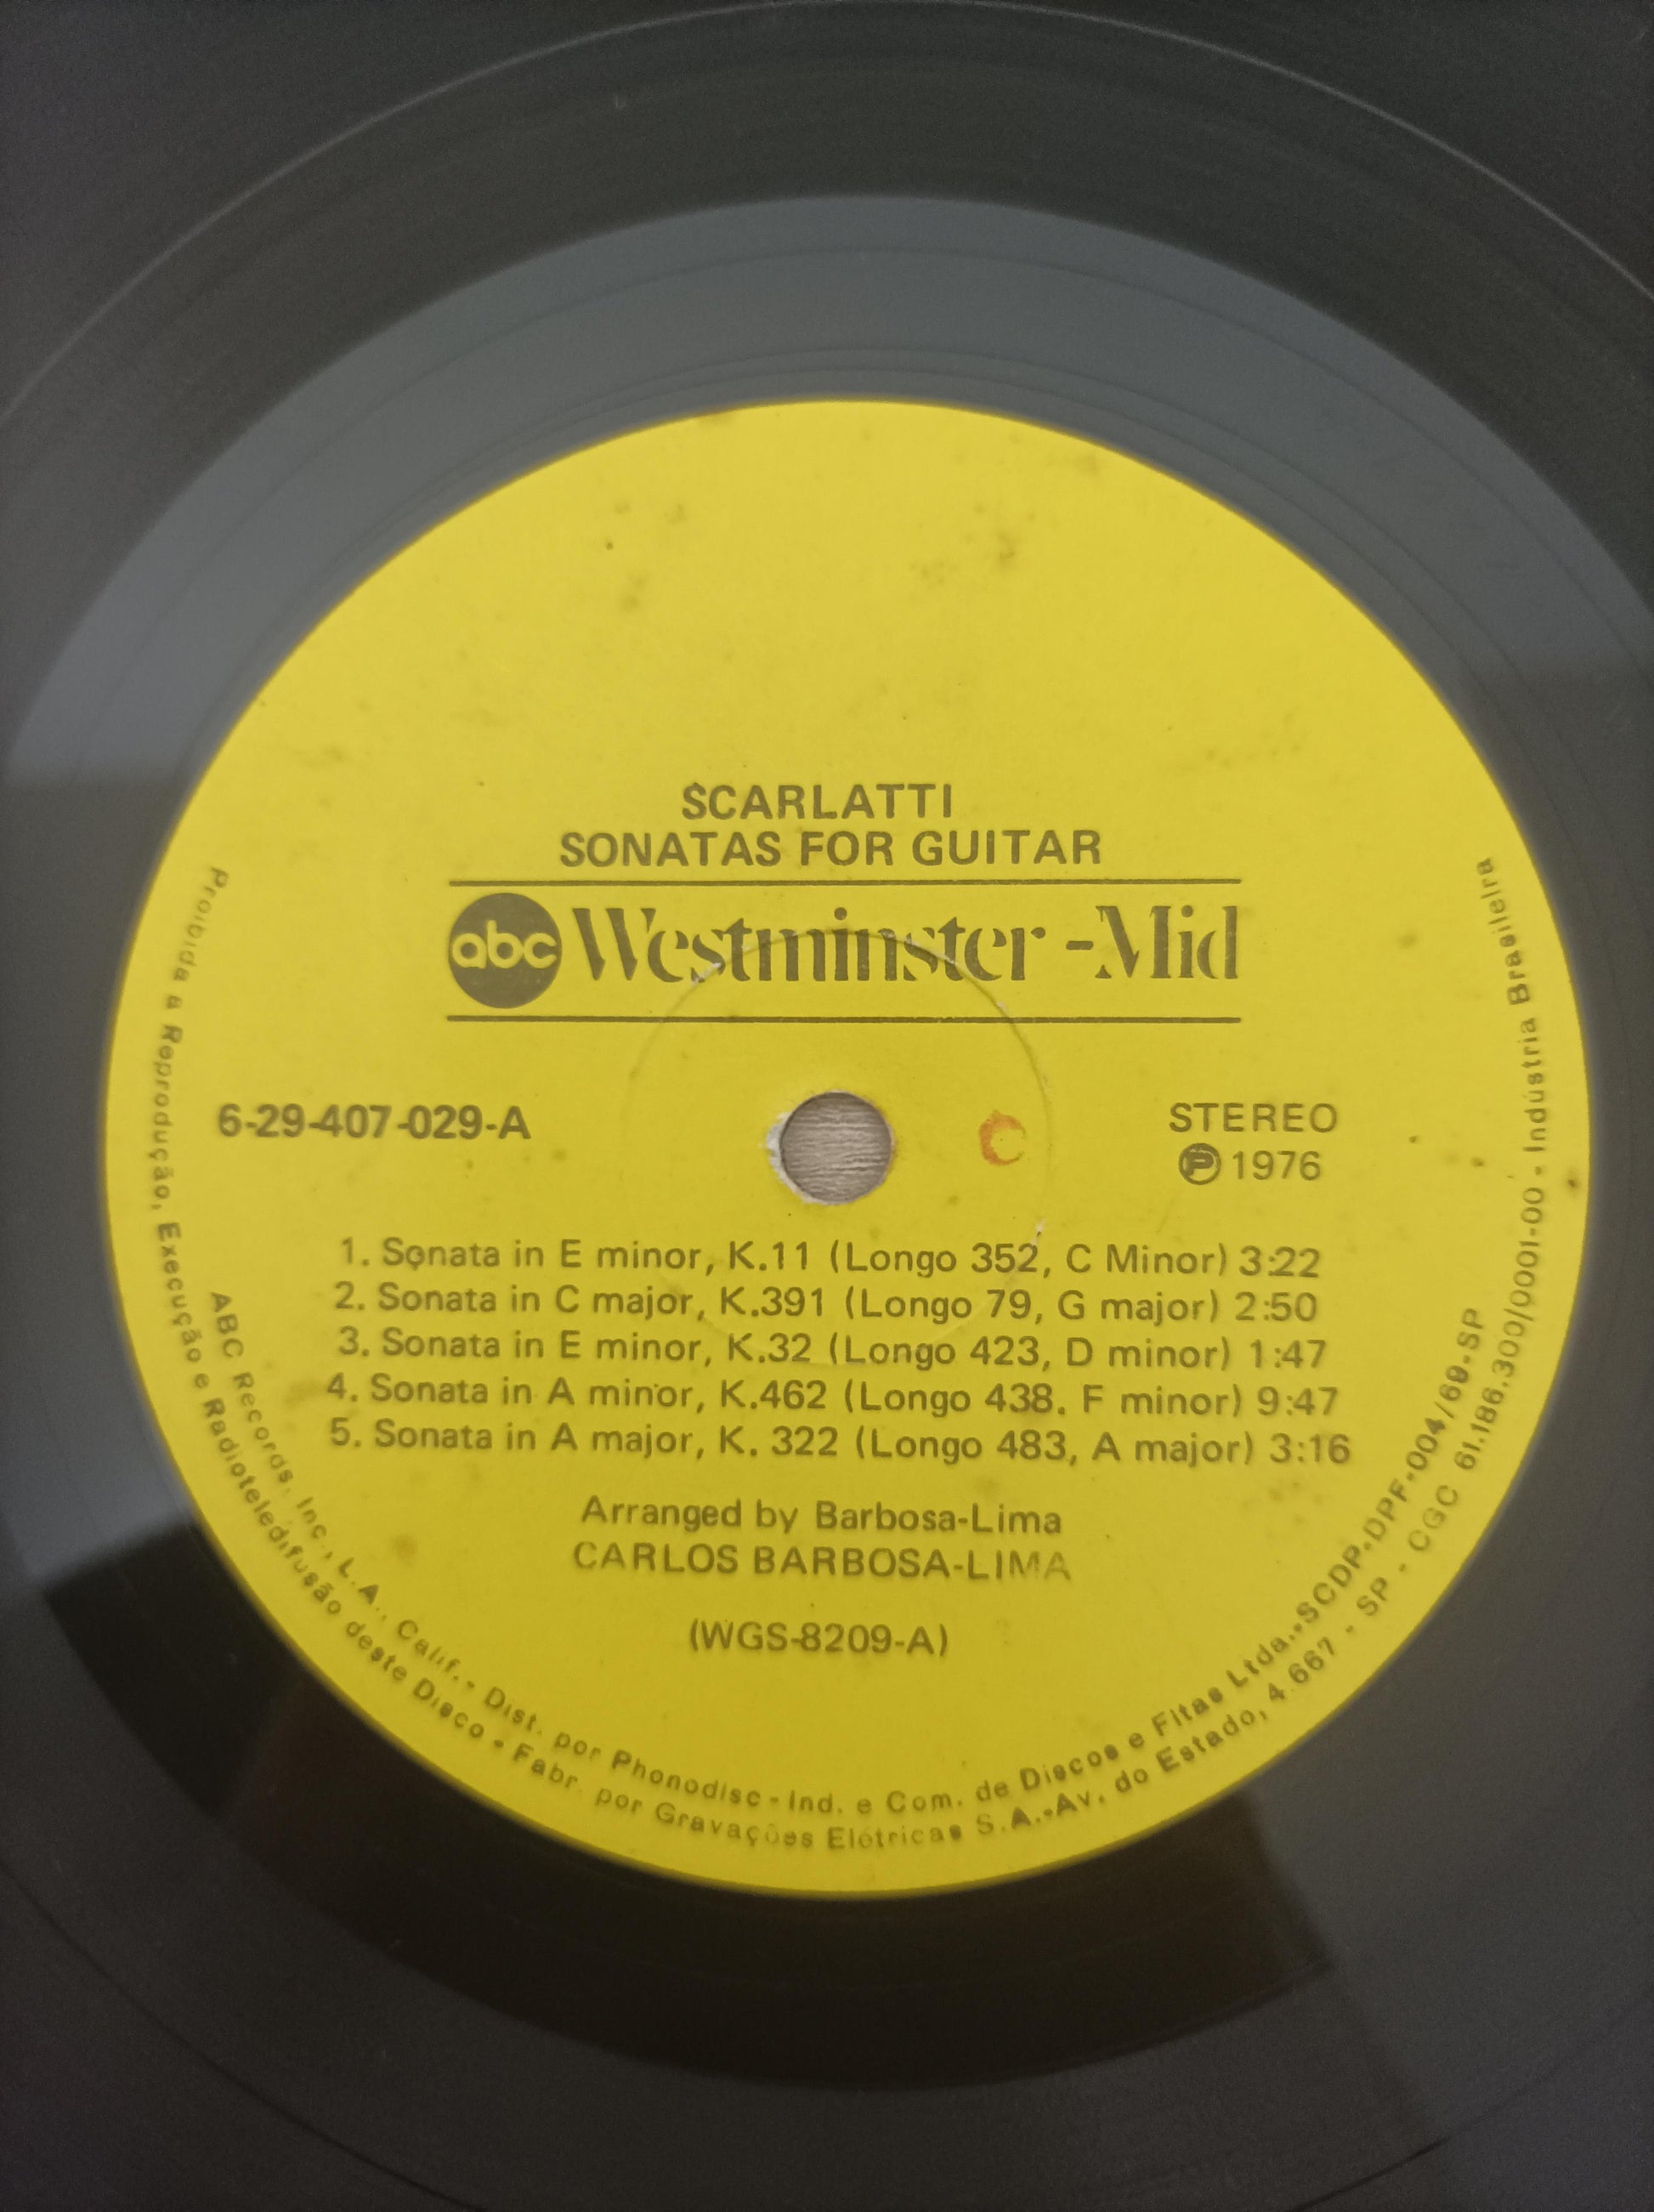 SCARLATTI
SONATAS FOR GUITAR
abc Westminster -Mid
6-29-407-029-A
STEREO
Ⓟ 1976
1. Sonata in E minor, K.11 (Longo 352, C Minor) 3:22
2. Sonata in C major, K.391 (Longo 79, G major) 2:50
3. Sonata in E minor, K.32 (Longo 423, D minor) 1:47
4. Sonata in A minor, K.462 (Longo 438. F minor) 9:47
5. Sonata in A major, K. 322 (Longo 483, A major) 3:16
Arranged by Barbosa-Lima
CARLOS BARBOSA-LIMA
(WGS-8209-A)
ABC Records, Inc., L.A., Calif. - Dist. por Phonodisc - Ind. e Com. de Discos e Fitas Ltda.-SCDP-DPF-004/69-SP
Proibida a Reprodução, Execução e Radioteledifusão deste Disco - Fabr. por Gravações Elétricas S.A.-Av. do Estado, 4.667 - SP - CGC 61.186.300/0001-00 - Indústria Brasileira